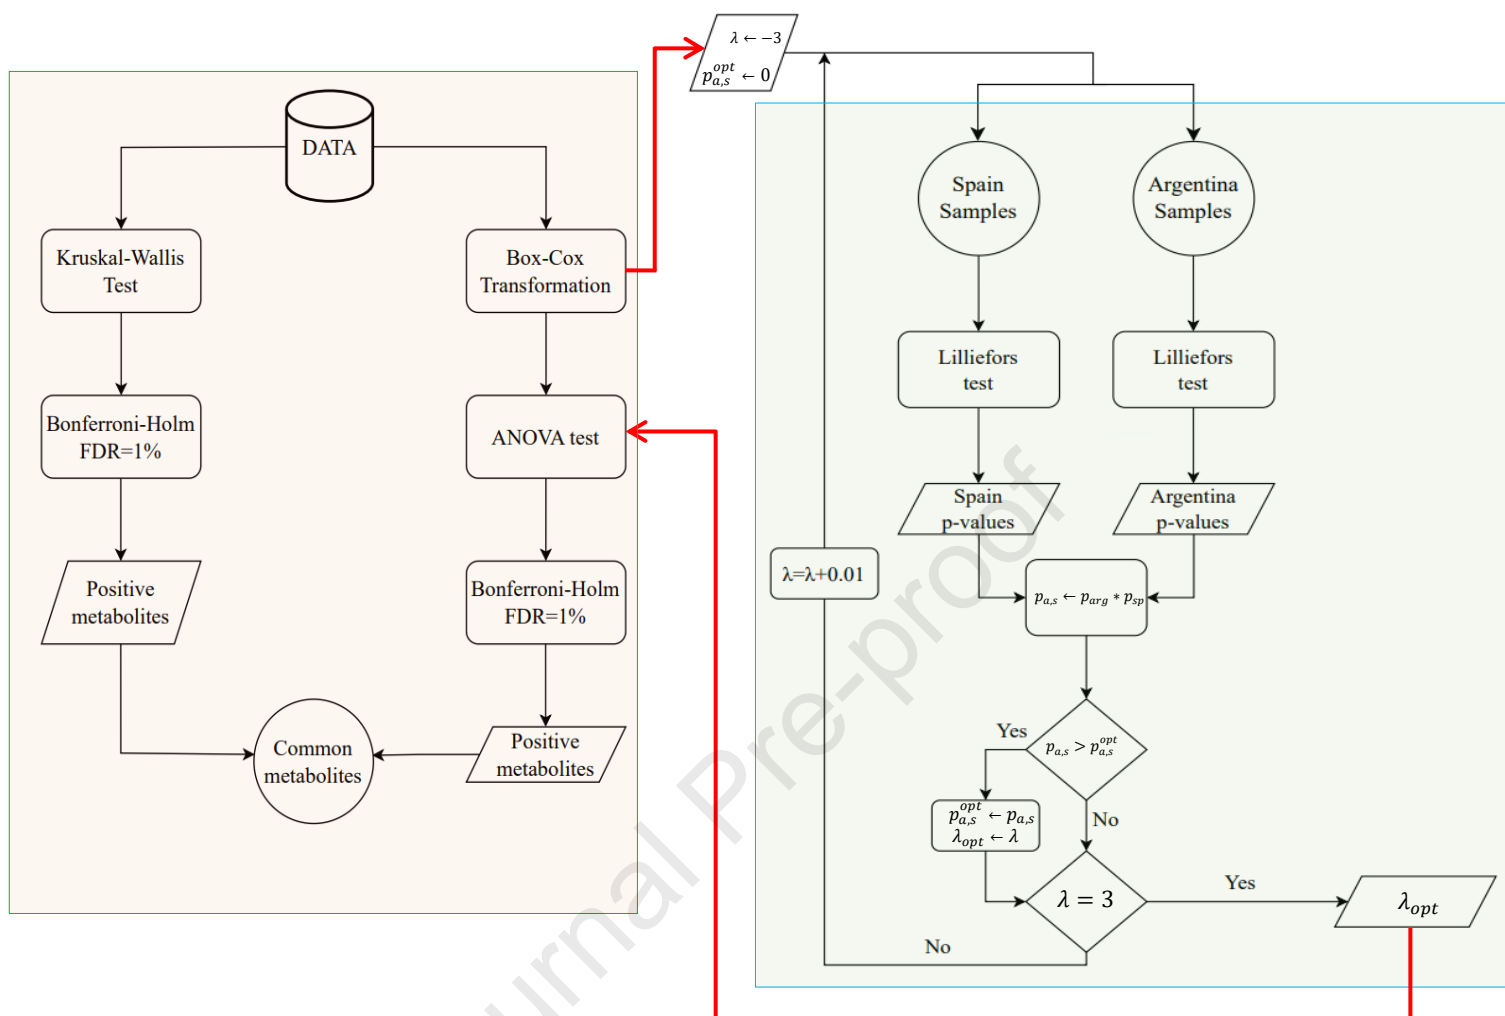 DATA
Kruskal-Wallis
Test
Bonferroni-Holm
FDR=1%
Positive
metabolites
Common
metabolites
Box-Cox
Transformation
ANOVA test
Bonferroni-Holm
FDR=1%
Positive
metabolites
λ ← −3
p_{a,s}^{opt} ← 0
Spain
Samples
Argentina
Samples
Lilliefors
test
Lilliefors
test
Spain
p-values
Argentina
p-values
λ=λ+0.01
p_{a,s} ← p_{arg} * p_{sp}
Yes
p_{a,s} > p_{a,s}^{opt}
p_{a,s}^{opt} ← p_{a,s}
λ_{opt} ← λ
No
λ = 3
Yes
λ_{opt}
No
urnal Pre-proof